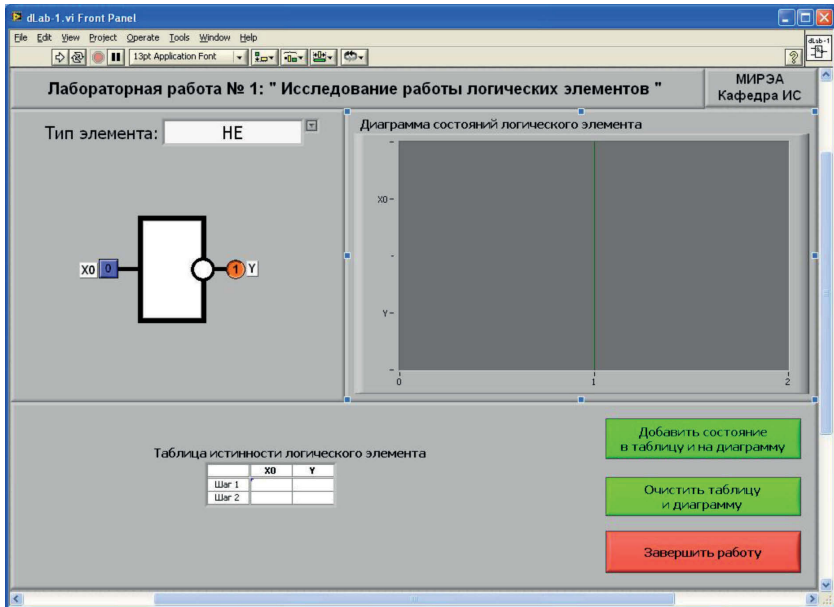 dLab-1.vi Front Panel
File Edit View Project Operate Tools Window Help
13pt Application Font
dLab-1
Лабораторная работа № 1: " Исследование работы логических элементов "
МИРЭА
Кафедра ИС
Тип элемента: НЕ
Диаграмма состояний логического элемента
X0
Y
0 1 2
X0 0 1 Y
Таблица истинности логического элемента
X0 Y
Шаг 1
Шаг 2
Добавить состояние
в таблицу и на диаграмму
Очистить таблицу
и диаграмму
Завершить работу